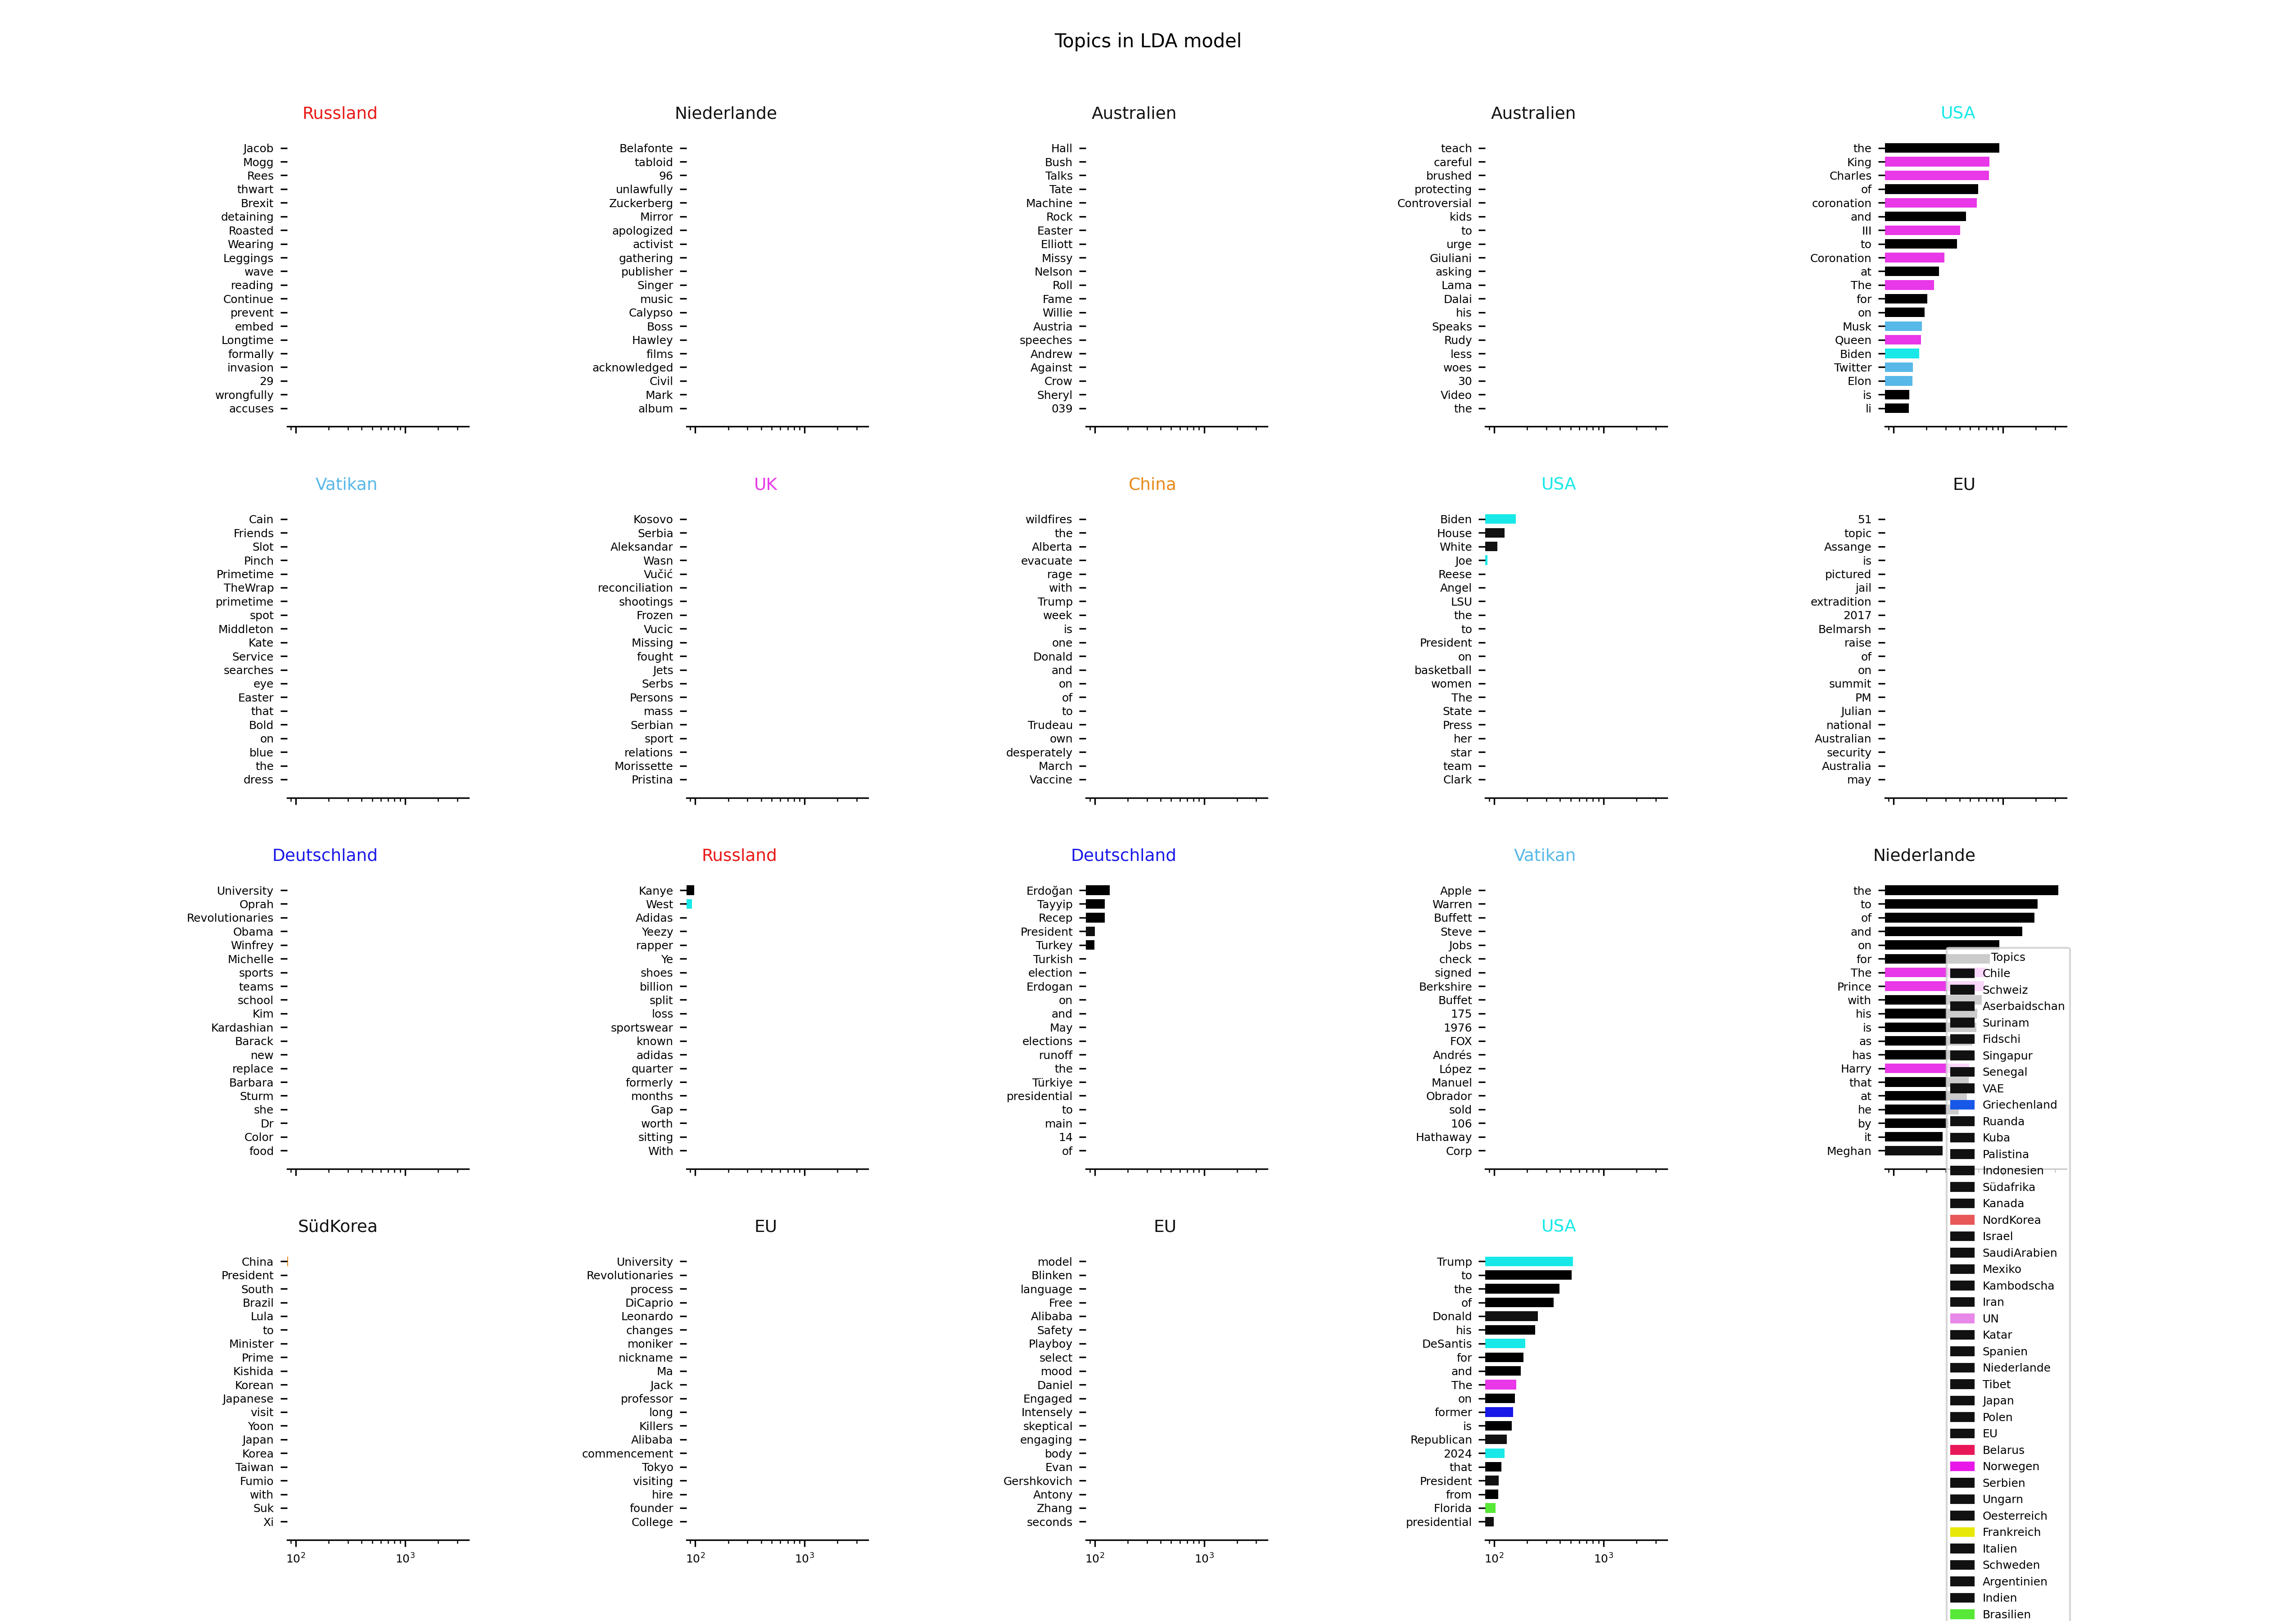 Topics in LDA model
Russland
Jacob
Mogg
Rees
thwart
Brexit
detaining
Roasted
Wearing
Leggings
wave
reading
Continue
prevent
embed
Longtime
formally
invasion
29
wrongfully
accuses
Niederlande
Belafonte
tabloid
96
unlawfully
Zuckerberg
Mirror
apologized
activist
gathering
publisher
Singer
music
Calypso
Boss
Hawley
films
acknowledged
Civil
Mark
album
Australien
Hall
Bush
Talks
Tate
Machine
Rock
Easter
Elliott
Missy
Nelson
Roll
Fame
Willie
Austria
speeches
Andrew
Against
Crow
Sheryl
039
Australien
teach
careful
brushed
protecting
Controversial
kids
to
urge
Giuliani
asking
Lama
Dalai
his
Speaks
Rudy
less
woes
30
Video
the
USA
the
King
Charles
of
coronation
and
III
to
Coronation
at
The
for
on
Musk
Queen
Biden
Twitter
Elon
is
li
Vatikan
Cain
Friends
Slot
Pinch
Primetime
TheWrap
primetime
spot
Middleton
Kate
Service
searches
eye
Easter
that
Bold
on
blue
the
dress
UK
Kosovo
Serbia
Aleksandar
Wasn
Vučić
reconciliation
shootings
Frozen
Vucic
Missing
fought
Jets
Serbs
Persons
mass
Serbian
sport
relations
Morissette
Pristina
China
wildfires
the
Alberta
evacuate
rage
with
Trump
week
is
one
Donald
and
on
of
to
Trudeau
own
desperately
March
Vaccine
USA
Biden
House
White
Joe
Reese
Angel
LSU
the
to
President
on
basketball
women
The
State
Press
her
star
team
Clark
EU
51
topic
Assange
is
pictured
jail
extradition
2017
Belmarsh
raise
of
on
summit
PM
Julian
national
Australian
security
Australia
may
Deutschland
University
Oprah
Revolutionaries
Obama
Winfrey
Michelle
sports
teams
school
Kim
Kardashian
Barack
new
replace
Barbara
Sturm
she
Dr
Color
food
Russland
Kanye
West
Adidas
Yeezy
rapper
Ye
shoes
billion
split
loss
sportswear
known
adidas
quarter
formerly
months
Gap
worth
sitting
With
Deutschland
Erdoğan
Tayyip
Recep
President
Turkey
Turkish
election
Erdogan
on
and
May
elections
runoff
the
Türkiye
presidential
to
main
14
of
Vatikan
Apple
Warren
Buffett
Steve
Jobs
check
signed
Berkshire
Buffet
175
1976
FOX
Andrés
López
Manuel
Obrador
sold
106
Hathaway
Corp
Niederlande
the
to
of
and
on
for
The
Prince
with
his
is
as
has
Harry
that
at
he
by
it
Meghan
SüdKorea
China
President
South
Brazil
Lula
to
Minister
Prime
Kishida
Korean
Japanese
visit
Yoon
Japan
Korea
Taiwan
Fumio
with
Suk
Xi
10²
10³
EU
University
Revolutionaries
process
DiCaprio
Leonardo
changes
moniker
nickname
Ma
Jack
professor
long
Killers
Alibaba
commencement
Tokyo
visiting
hire
founder
College
10²
10³
EU
model
Blinken
language
Free
Alibaba
Safety
Playboy
select
mood
Daniel
Engaged
Intensely
skeptical
engaging
body
Evan
Gershkovich
Antony
Zhang
seconds
10²
10³
USA
Trump
to
the
of
Donald
his
DeSantis
for
and
The
on
former
is
Republican
2024
that
President
from
Florida
presidential
10²
10³
Topics
Chile
Schweiz
Aserbaidschan
Surinam
Fidschi
Singapur
Senegal
VAE
Griechenland
Ruanda
Kuba
Palistina
Indonesien
Südafrika
Kanada
NordKorea
Israel
SaudiArabien
Mexiko
Kambodscha
Iran
UN
Katar
Spanien
Niederlande
Tibet
Japan
Polen
EU
Belarus
Norwegen
Serbien
Ungarn
Oesterreich
Frankreich
Italien
Schweden
Argentinien
Indien
Brasilien